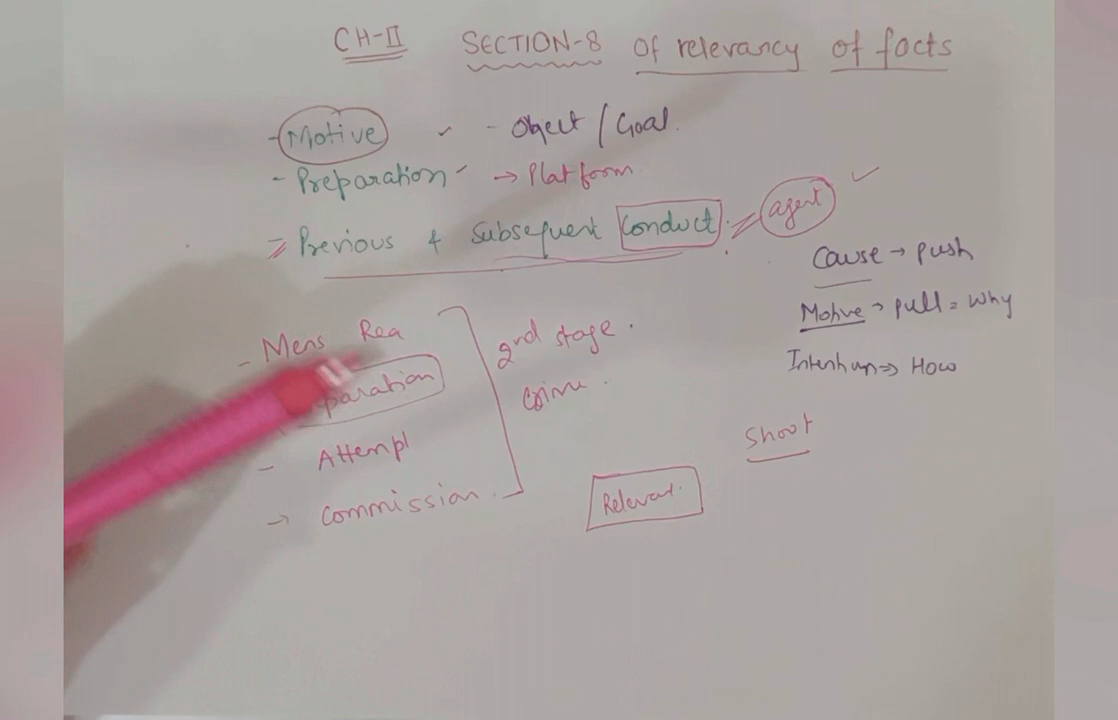 CH-II SECTION-8 of relevancy of facts
- Motive ✓ - Object / Goal.
- Preparation → Platform
Previous & Subsequent Conduct. agent ✓
Cause → push
Motive → pull = why
Intention ⇒ How
- Mens Rea 2nd stage.
paration crime.
- Attempt
Shoot
→ commission.
Relevant.